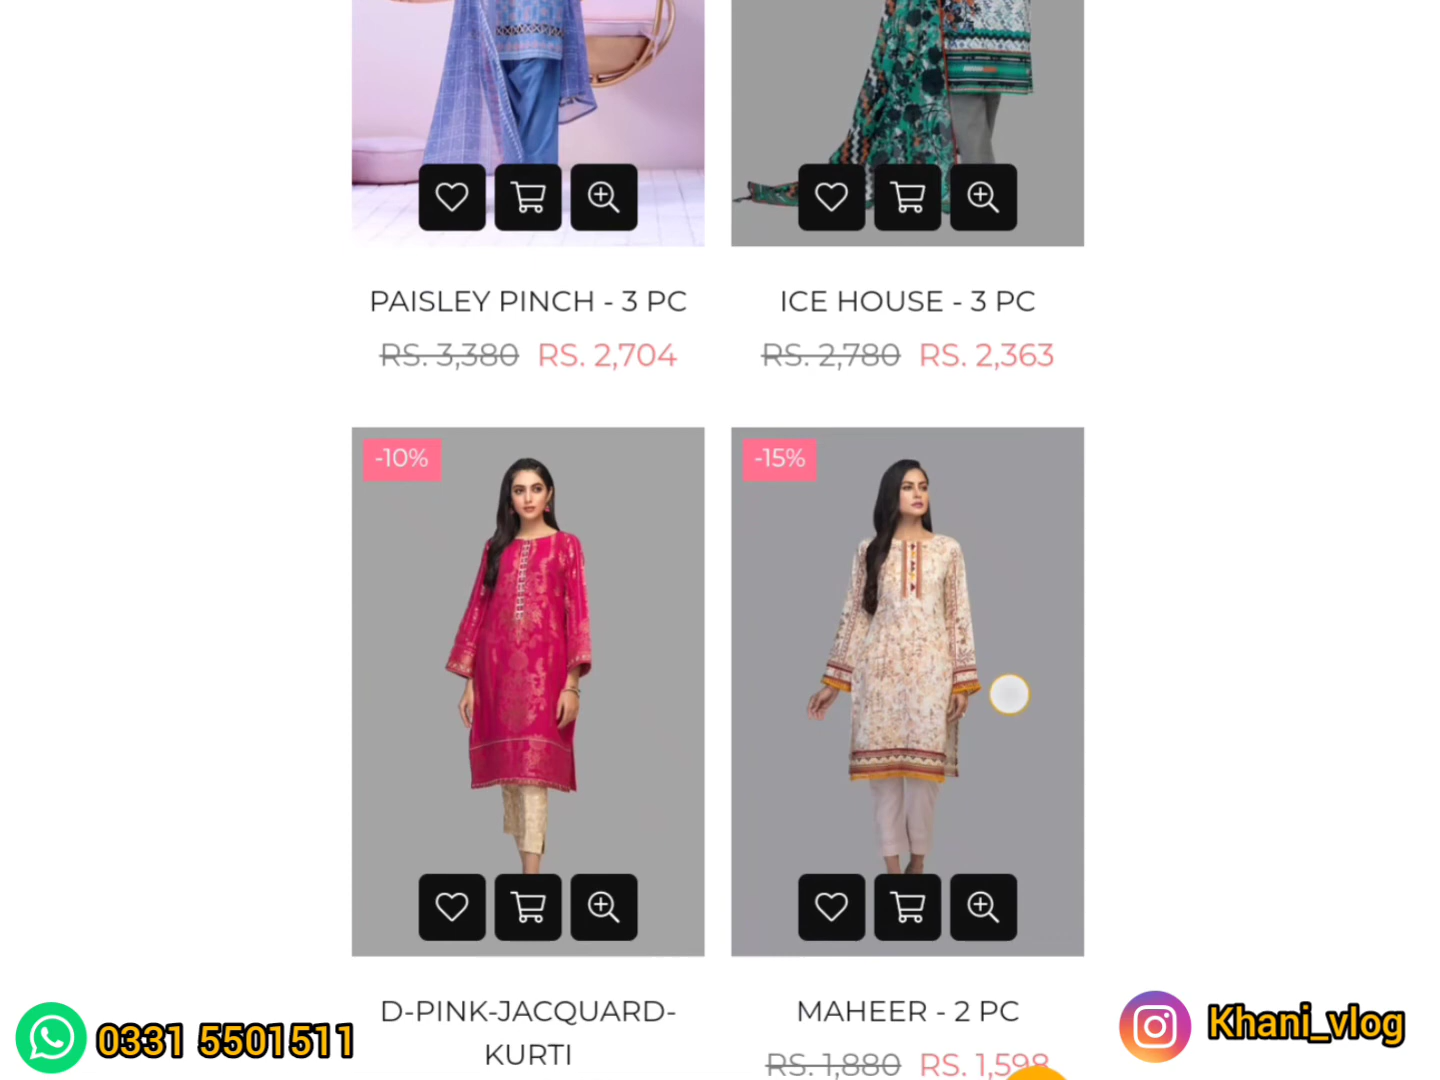 PAISLEY PINCH - 3 PC
RS. 3,380 RS. 2,704
ICE HOUSE - 3 PC
RS. 2,780 RS. 2,363
-10%
-15%
D-PINK-JACQUARD-
KURTI
MAHEER - 2 PC
RS. 1,880 RS. 1,598
0331 5501511
Khani_vlog